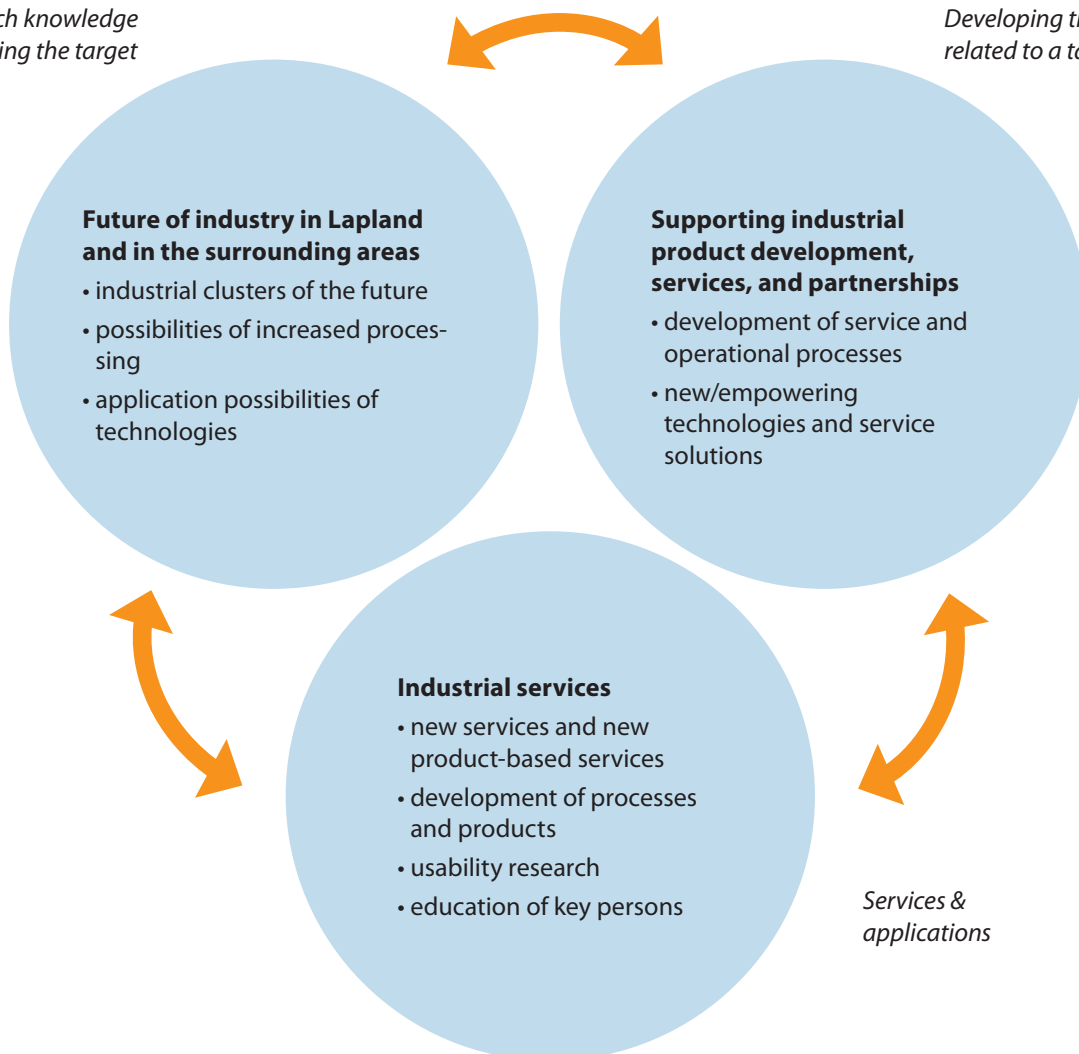 knowledge
the target
Developing
related to a
Future of industry in Lapland
and in the surrounding areas
• industrial clusters of the future
• possibilities of increased proces-
sing
• application possibilities of
technologies
Supporting industrial
product development,
services, and partnerships
• development of service and
operational processes
• new/empowering
technologies and service
solutions
Industrial services
• new services and new
product-based services
• development of processes
and products
• usability research
• education of key persons
Services &
applications